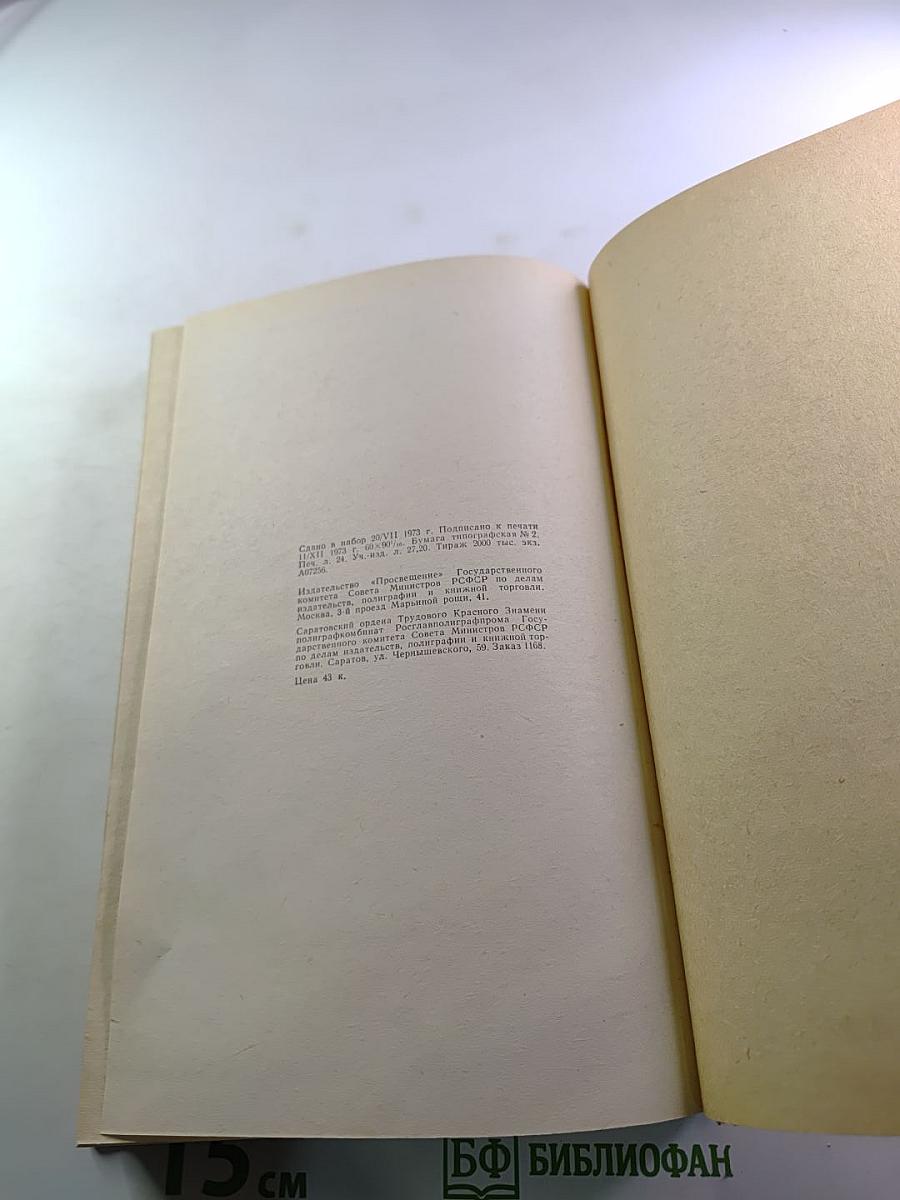 Сдано в набор 20/VII 1973 г. Подписано к печати
11/XII 1973 г. 60×90¹/₁₆. Бумага типографская № 2.
Печ. л. 24. Уч.-изд. л. 27,20. Тираж 2000 тыс. экз.
А07256.
Издательство «Просвещение» Государственного
комитета Совета Министров РСФСР по делам
издательств, полиграфии и книжной торговли.
Москва, 3-й проезд Марьиной рощи, 41.
Саратовский ордена Трудового Красного Знамени
полиграфкомбинат Росглавполиграфпрома Госу-
дарственного комитета Совета Министров РСФСР
по делам издательств, полиграфии и книжной тор-
говли. Саратов, ул. Чернышевского, 59. Заказ 1168.
Цена 43 к.
15 см
БФ БИБЛИОФАН